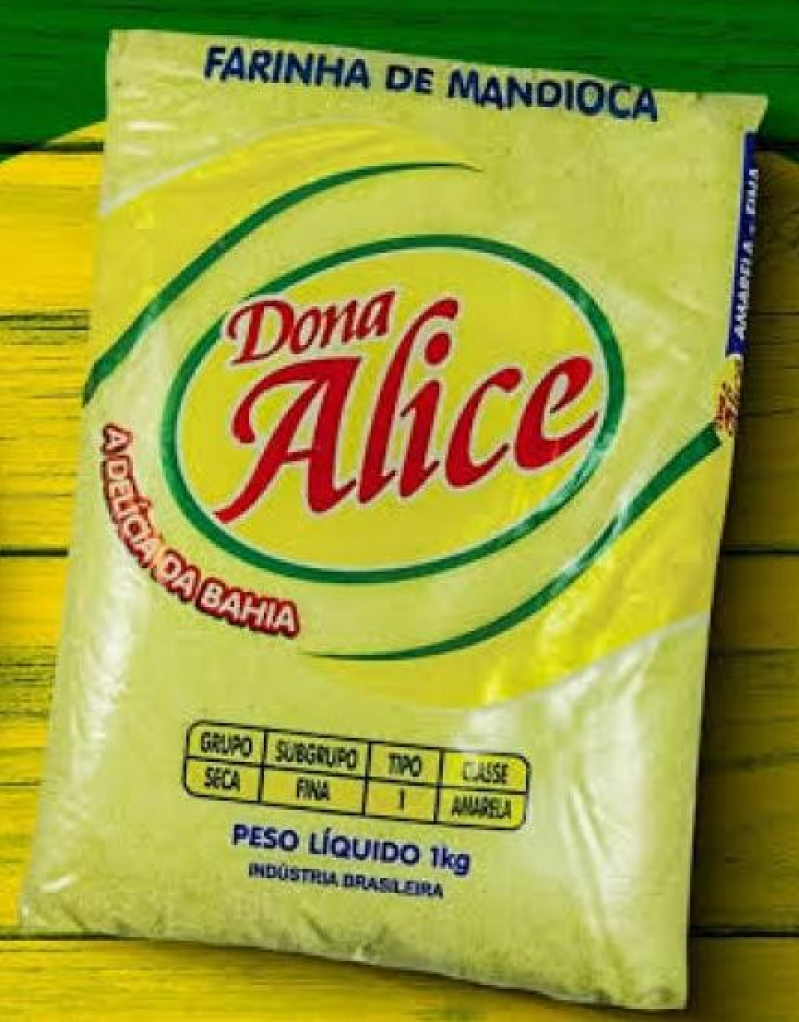 FARINHA DE MANDIOCA
Dona
Alice
A DELÍCIA DA BAHIA
AMARELA - FINA
GRUPO SUBGRUPO TIPO CLASSE
SECA FINA 1 AMARELA
PESO LÍQUIDO 1kg
INDÚSTRIA BRASILEIRA